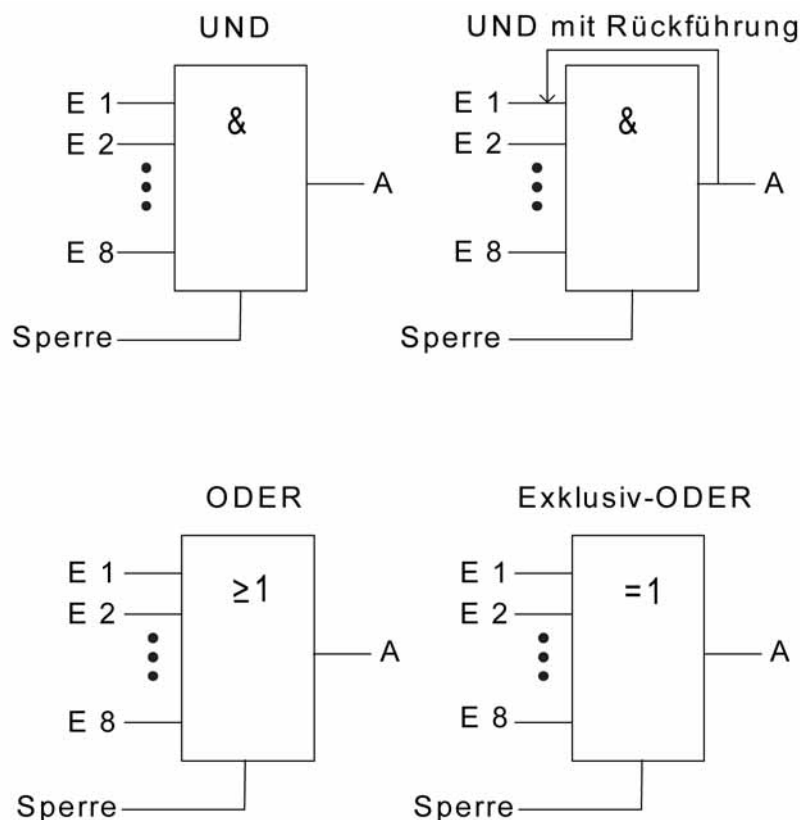 UND
E 1
&
E 2
A
E 8
Sperre
UND mit Rückführung
E 1
&
E 2
A
E 8
Sperre
ODER
E 1
≥1
E 2
A
E 8
Sperre
Exklusiv-ODER
E 1
=1
E 2
A
E 8
Sperre